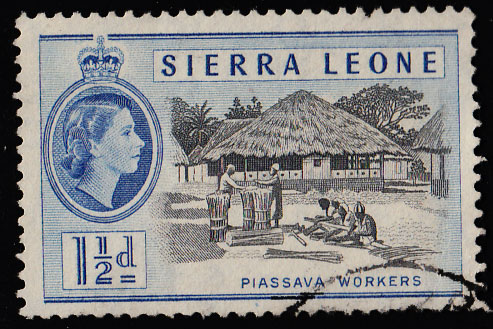 SIERRA LEONE
1½d
PIASSAVA WORKERS